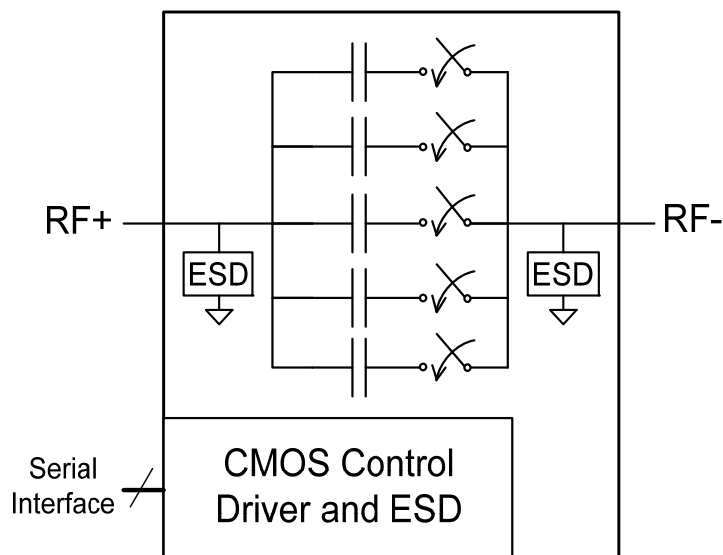 RF+
RF-
ESD
ESD
Serial
Interface
CMOS Control
Driver and ESD